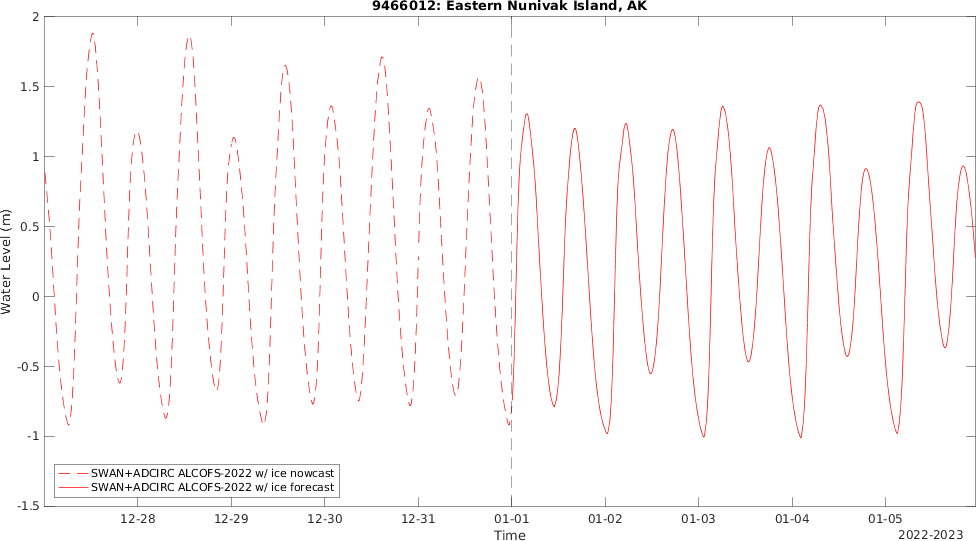 9466012: Eastern Nunivak Island, AK
2
1.5
1
0.5
0
-0.5
-1
-1.5
Water Level (m)
SWAN+ADCIRC ALCOFS-2022 w/ ice nowcast
SWAN+ADCIRC ALCOFS-2022 w/ ice forecast
12-28 12-29 12-30 12-31 01-01 01-02 01-03 01-04 01-05
Time
2022-2023